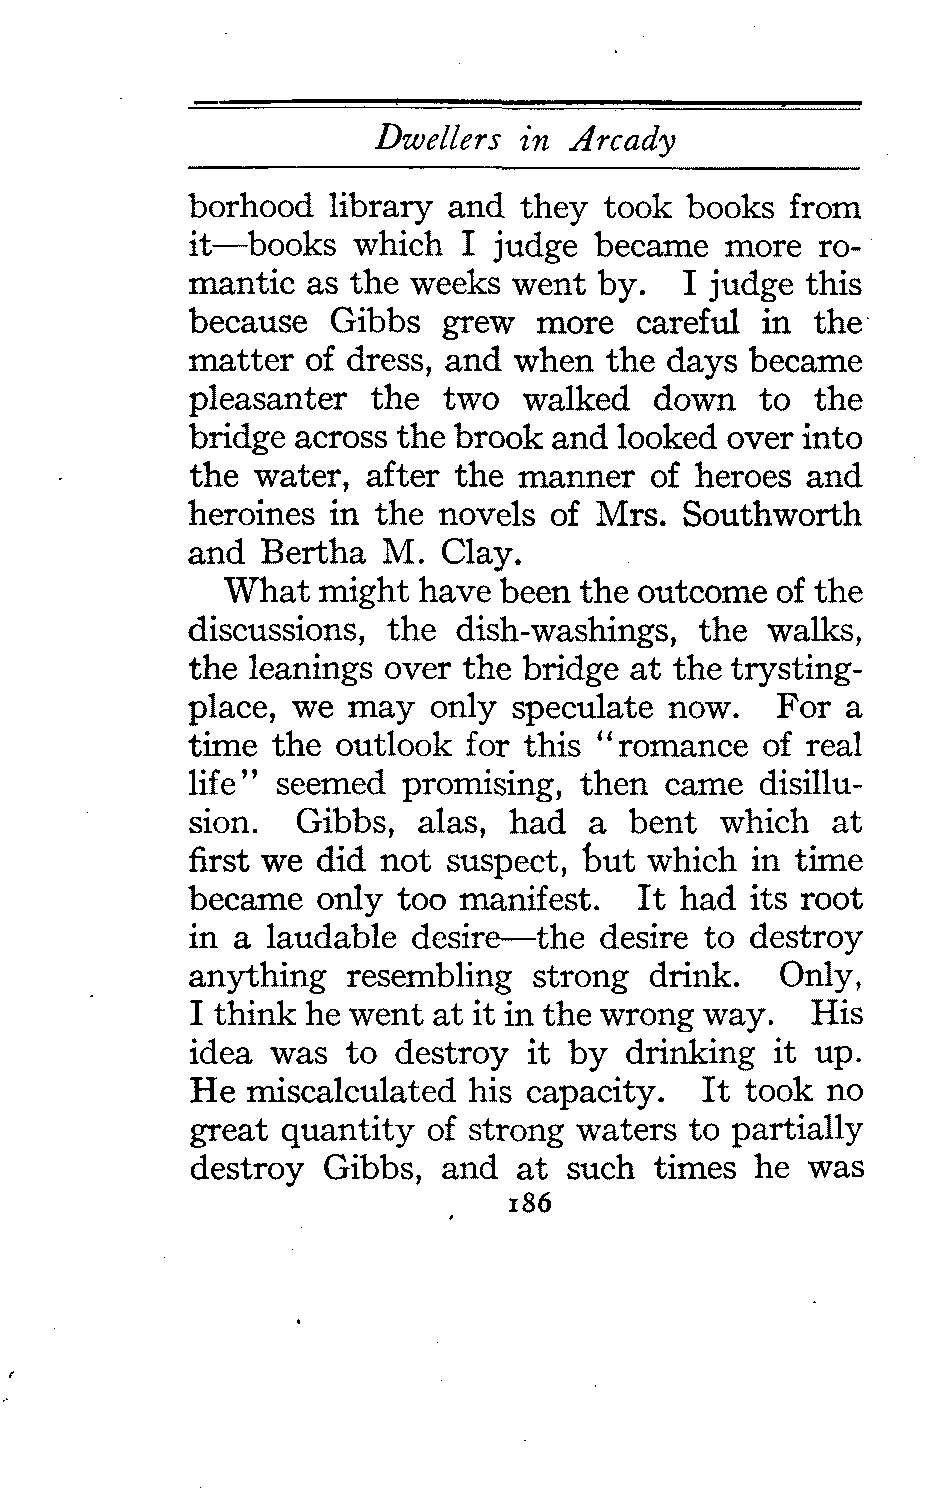 Dwellers in Arcady
borhood library and they took books from
it—books which I judge became more ro-
mantic as the weeks went by. I judge this
because Gibbs grew more careful in the
matter of dress, and when the days became
pleasanter the two walked down to the
bridge across the brook and looked over into
the water, after the manner of heroes and
heroines in the novels of Mrs. Southworth
and Bertha M. Clay.
What might have been the outcome of the
discussions, the dish-washings, the walks,
the leanings over the bridge at the trysting-
place, we may only speculate now. For a
time the outlook for this “romance of real
life” seemed promising, then came disillu-
sion. Gibbs, alas, had a bent which at
first we did not suspect, but which in time
became only too manifest. It had its root
in a laudable desire—the desire to destroy
anything resembling strong drink. Only,
I think he went at it in the wrong way. His
idea was to destroy it by drinking it up.
He miscalculated his capacity. It took no
great quantity of strong waters to partially
destroy Gibbs, and at such times he was
186